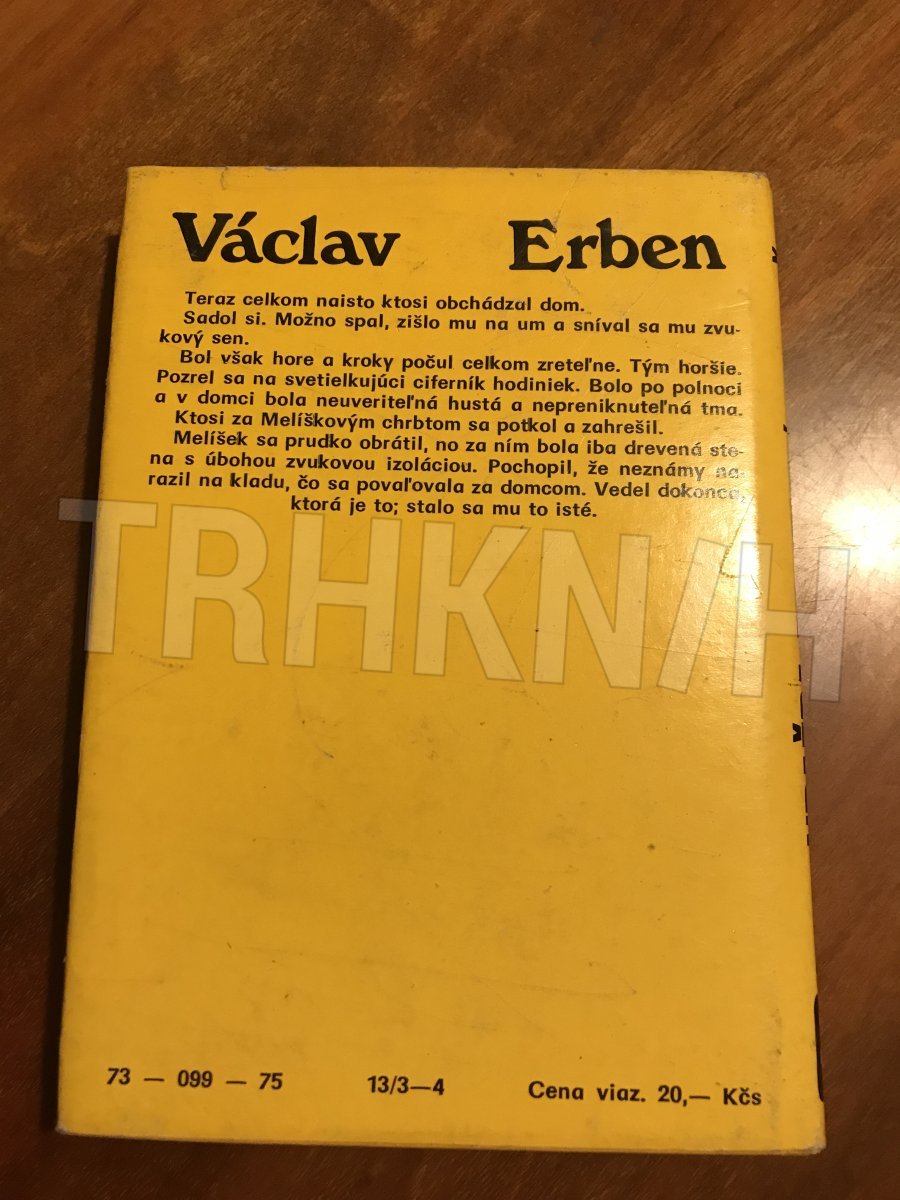 Václav Erben
Teraz celkom naisto ktosi obchádzal dom.
Sadol si. Možno spal, zišlo mu na um a sníval sa mu zvu-
kový sen.
Bol však hore a kroky počul celkom zreteľne. Tým horšie.
Pozrel sa na svetielkujúci ciferník hodiniek. Bolo po polnoci
a v domci bola neuveriteľná hustá a nepreniknuteľná tma.
Ktosi za Melíškovým chrbtom sa potkol a zahrešil.
Melíšek sa prudko obrátil, no za ním bola iba drevená ste-
na s úbohou zvukovou izoláciou. Pochopil, že neznámy na-
razil na kladu, čo sa povaľovala za domcom. Vedel dokonca,
ktorá je to; stalo sa mu to isté.
TRHKN/H
73 — 099 — 75 13/3—4 Cena viaz. 20,— Kčs